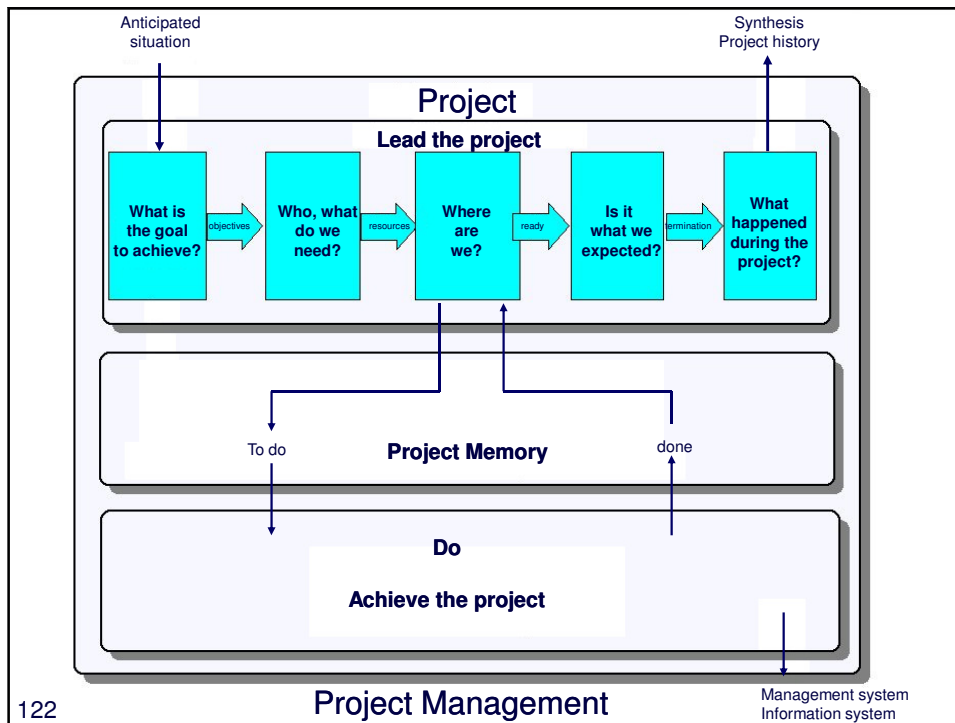 Anticipated
situation
Synthesis
Project history
Project
Lead the project
What is
the goal
to achieve?
objectives
Who, what
do we
need?
resources
Where
are
we?
ready
Is it
what we
expected?
termination
What
happened
during the
project?
To do
Project Memory
done
Do
Achieve the project
Management system
Information system
122
Project Management